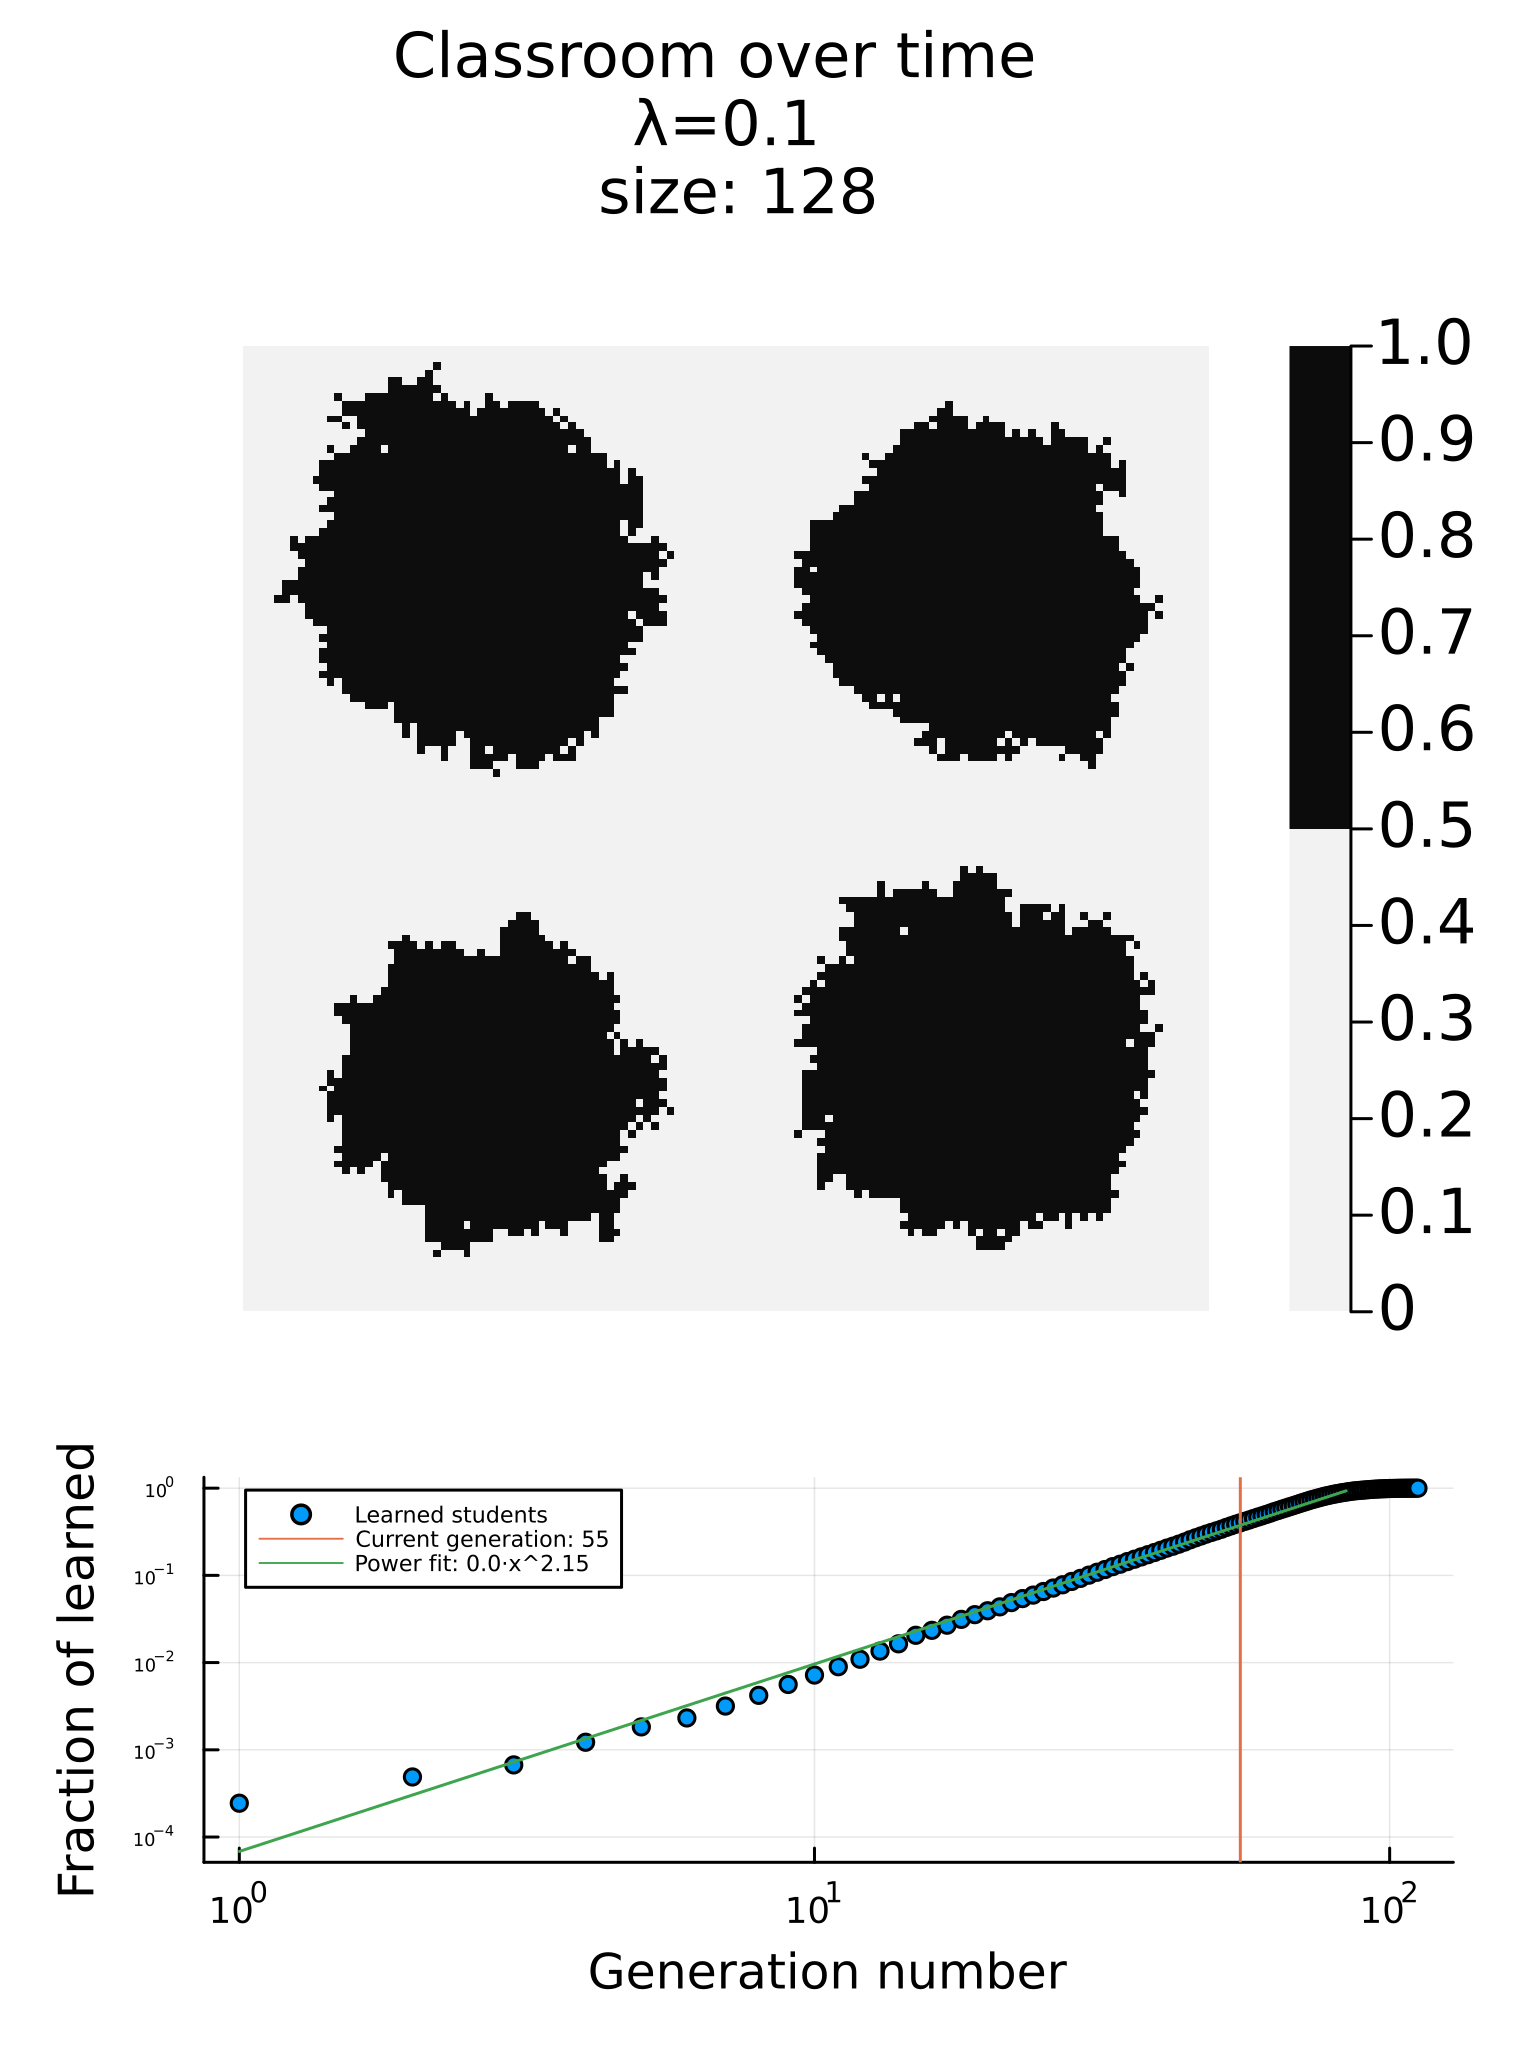 Classroom over time
λ=0.1
size: 128
1.0
0.9
0.8
0.7
0.6
0.5
0.4
0.3
0.2
0.1
0
Fraction of learned
10^0
10^-1
10^-2
10^-3
10^-4
Learned students
Current generation: 55
Power fit: 0.0·x^2.15
10^0 10^1 10^2
Generation number